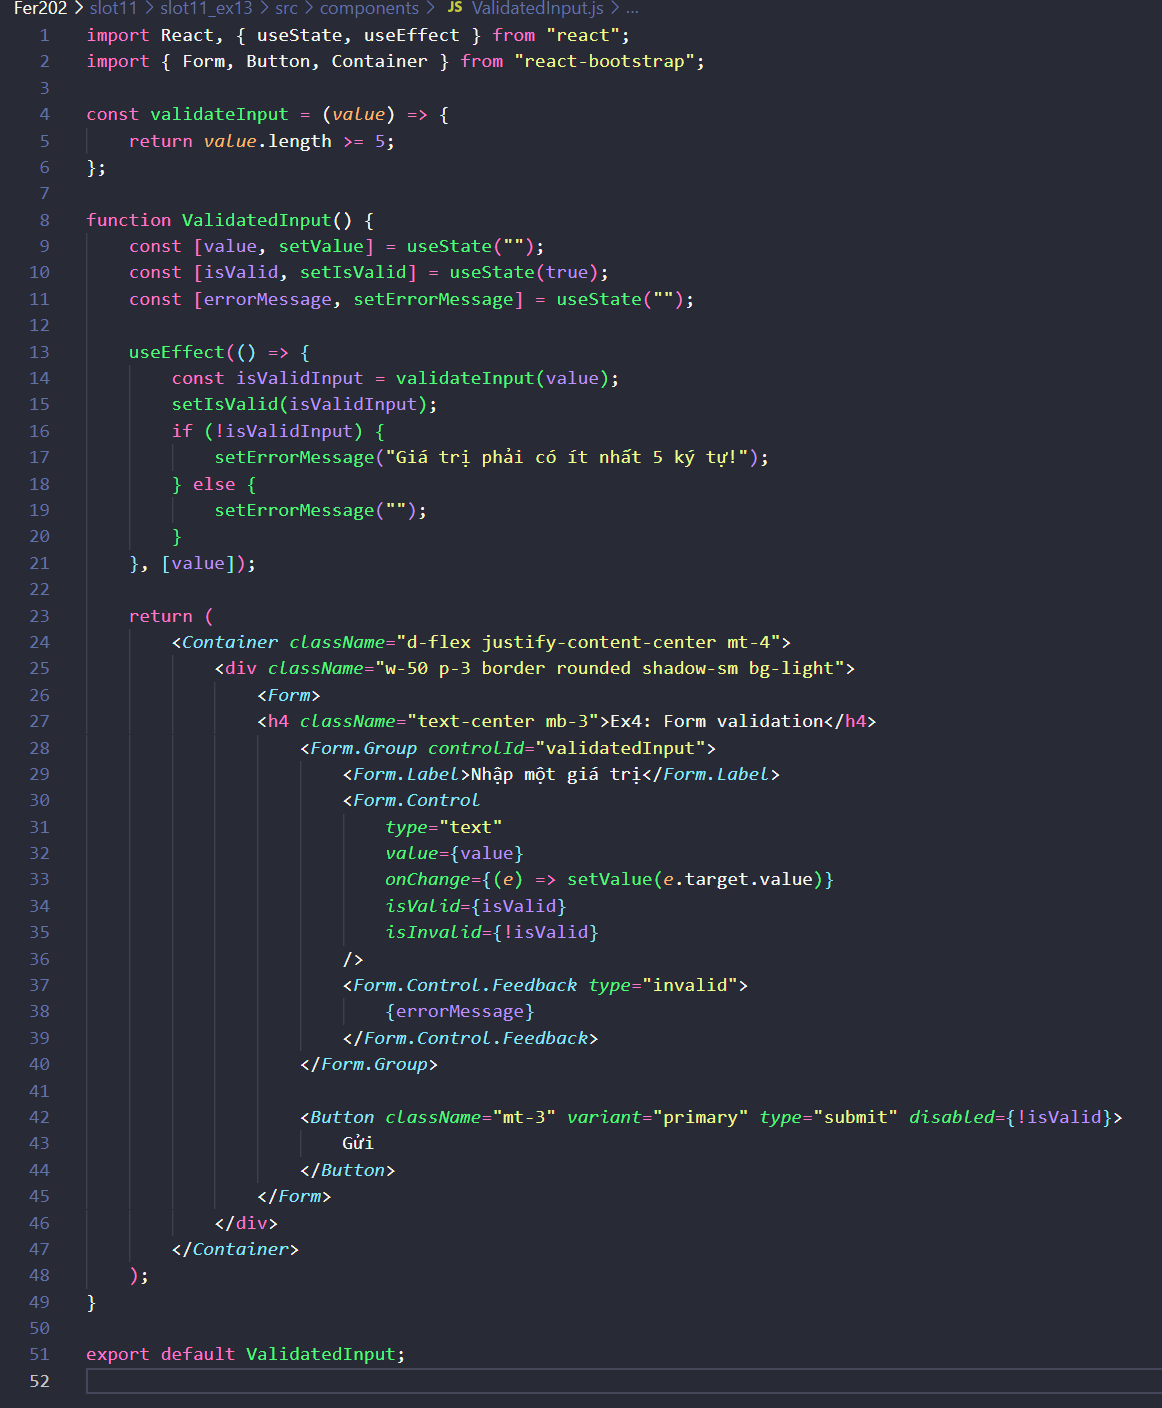 Fer202 > slot11 > slot11_ex13 > src > components > JS ValidatedInput.js > ...
1 import React, { useState, useEffect } from "react";
2 import { Form, Button, Container } from "react-bootstrap";
3
4 const validateInput = (value) => {
5     return value.length >= 5;
6 };
7
8 function ValidatedInput() {
9     const [value, setValue] = useState("");
10     const [isValid, setIsValid] = useState(true);
11     const [errorMessage, setErrorMessage] = useState("");
12
13     useEffect(() => {
14         const isValidInput = validateInput(value);
15         setIsValid(isValidInput);
16         if (!isValidInput) {
17             setErrorMessage("Giá trị phải có ít nhất 5 ký tự!");
18         } else {
19             setErrorMessage("");
20         }
21     }, [value]);
22
23     return (
24         <Container className="d-flex justify-content-center mt-4">
25             <div className="w-50 p-3 border rounded shadow-sm bg-light">
26                 <Form>
27                 <h4 className="text-center mb-3">Ex4: Form validation</h4>
28                     <Form.Group controlId="validatedInput">
29                         <Form.Label>Nhập một giá trị</Form.Label>
30                         <Form.Control
31                             type="text"
32                             value={value}
33                             onChange={(e) => setValue(e.target.value)}
34                             isValid={isValid}
35                             isInvalid={!isValid}
36                         />
37                         <Form.Control.Feedback type="invalid">
38                             {errorMessage}
39                         </Form.Control.Feedback>
40                     </Form.Group>
41
42                     <Button className="mt-3" variant="primary" type="submit" disabled={!isValid}>
43                         Gửi
44                     </Button>
45                 </Form>
46             </div>
47         </Container>
48     );
49 }
50
51 export default ValidatedInput;
52